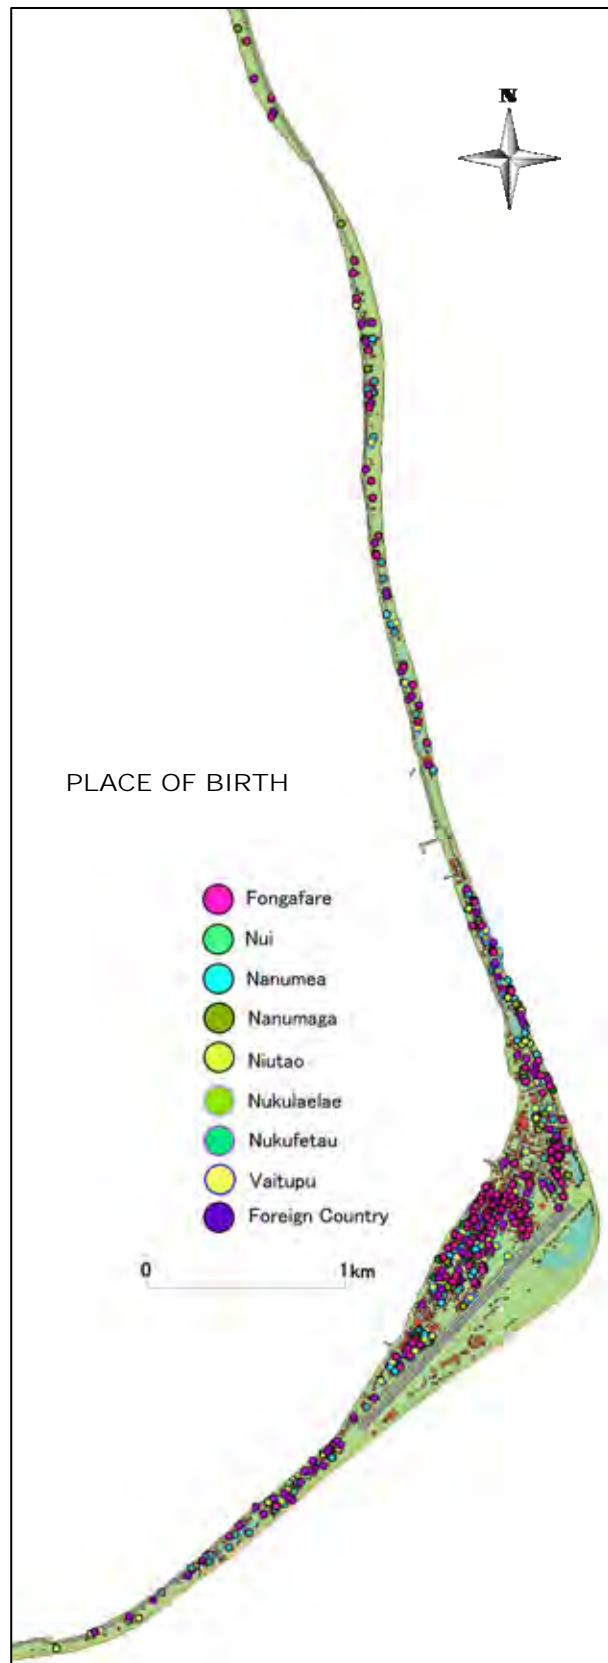 N
PLACE OF BIRTH
Fongafare
Nui
Nanumea
Nanumaga
Niutao
Nukulaelae
Nukufetau
Vaitupu
Foreign Country
0 1km